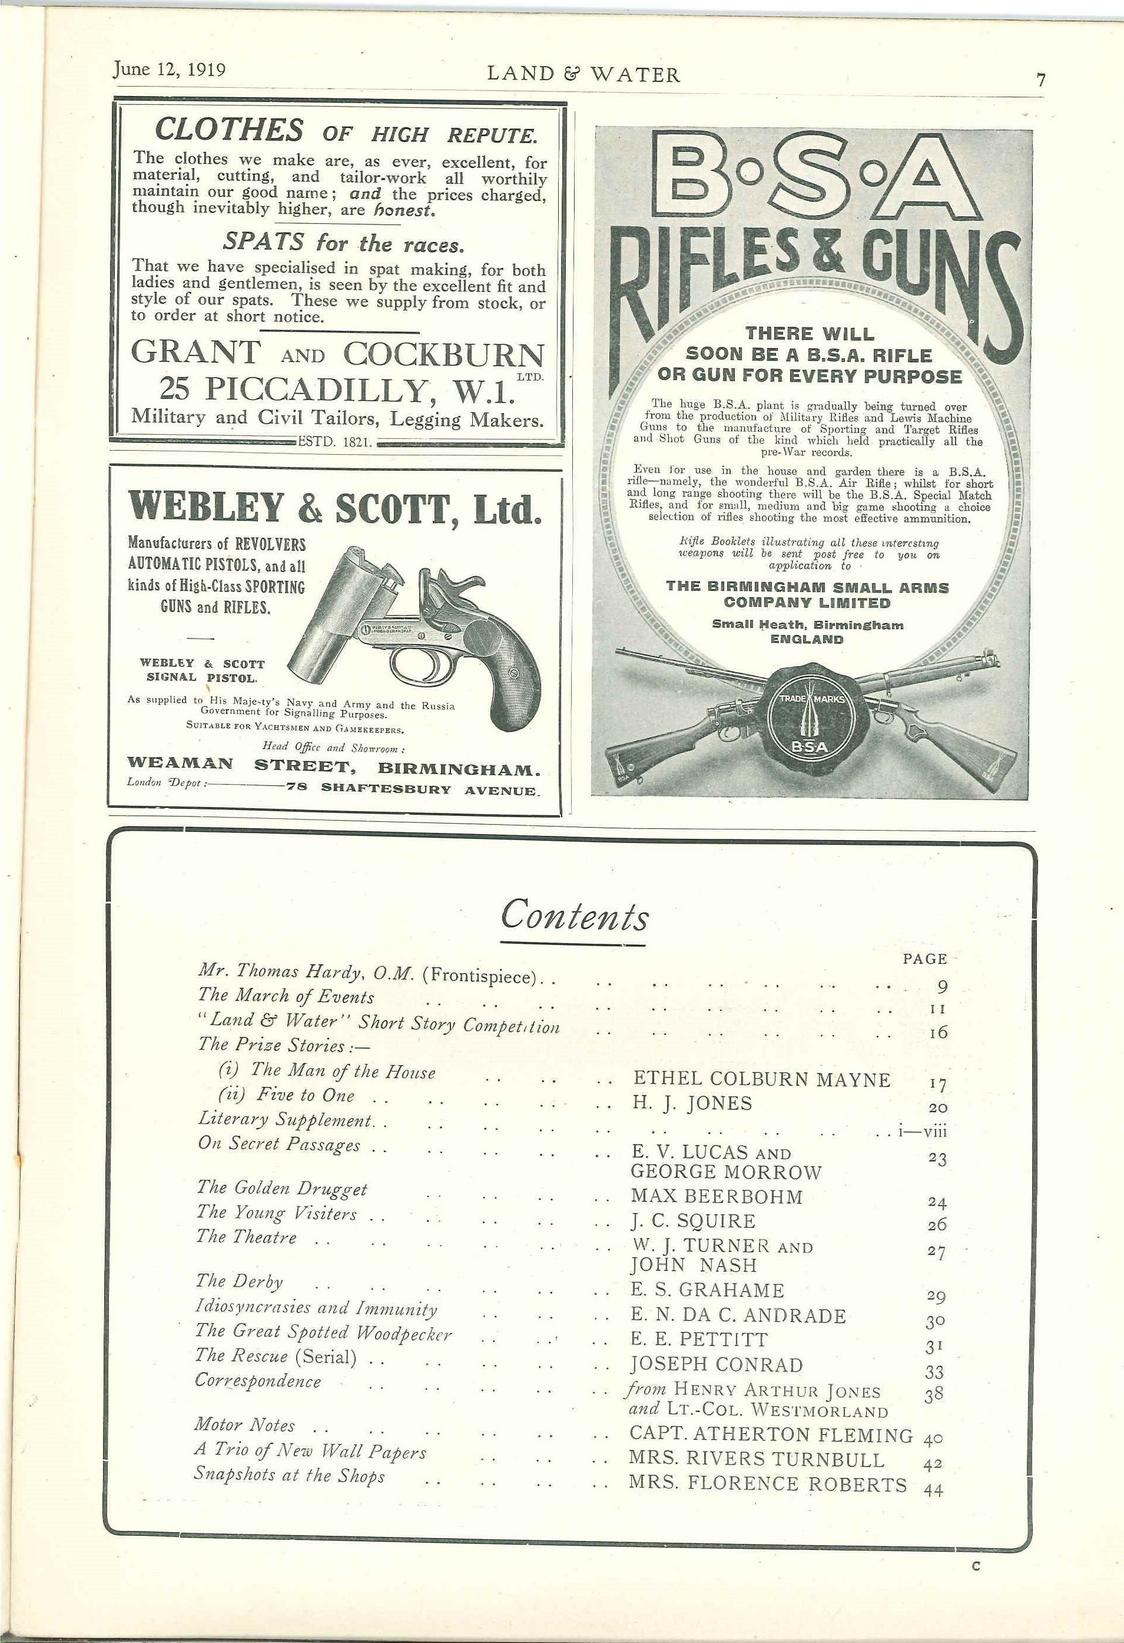 June 12, 1919
LAND & WATER
7
CLOTHES OF HIGH REPUTE.
The clothes we make are, as ever, excellent, for
material, cutting, and tailor-work all worthily
maintain our good name; and the prices charged,
though inevitably higher, are honest.
SPATS for the races.
That we have specialised in spat making, for both
ladies and gentlemen, is seen by the excellent fit and
style of our spats. These we supply from stock, or
to order at short notice.
GRANT AND COCKBURN
25 PICCADILLY, W.1. LTD.
Military and Civil Tailors, Legging Makers.
ESTD. 1821.
WEBLEY & SCOTT, Ltd.
Manufacturers of REVOLVERS
AUTOMATIC PISTOLS, and all
kinds of High-Class SPORTING
GUNS and RIFLES.
WEBLEY & SCOTT
SIGNAL PISTOL.
As supplied to His Maje-ty's Navy and Army and the Russia
Government for Signalling Purposes.
SUITABLE FOR YACHTSMEN AND GAMEKEEPERS.
Head Office and Showroom:
WEAMAN STREET, BIRMINGHAM.
London Depot:—78 SHAFTESBURY AVENUE.
B·S·A
RIFLES & GUNS
THERE WILL
SOON BE A B.S.A. RIFLE
OR GUN FOR EVERY PURPOSE
The huge B.S.A. plant is gradually being turned over
from the production of Military Rifles and Lewis Machine
Guns to the manufacture of Sporting and Target Rifles
and Shot Guns of the kind which held practically all the
pre-War records.
Even for use in the house and garden there is a B.S.A.
rifle—namely, the wonderful B.S.A. Air Rifle; whilst for short
and long range shooting there will be the B.S.A. Special Match
Rifles, and for small, medium and big game shooting a choice
selection of rifles shooting the most effective ammunition.
Rifle Booklets illustrating all these interesting
weapons will be sent post free to you on
application to
THE BIRMINGHAM SMALL ARMS
COMPANY LIMITED
Small Heath, Birmingham
ENGLAND
TRADE MARKS
B·S·A
Contents
PAGE
Mr. Thomas Hardy, O.M. (Frontispiece).. .. .. .. .. .. .. 9
The March of Events .. .. .. .. .. .. .. .. .. .. 11
"Land & Water" Short Story Competition .. .. .. .. .. .. 16
The Prize Stories:—
(i) The Man of the House .. .. .. ETHEL COLBURN MAYNE 17
(ii) Five to One .. .. .. .. .. H. J. JONES 20
Literary Supplement.. .. .. .. .. .. .. .. .. .. i—viii
On Secret Passages .. .. .. .. .. E. V. LUCAS AND 23
GEORGE MORROW
The Golden Drugget .. .. .. .. MAX BEERBOHM 24
The Young Visiters .. .. .. .. .. J. C. SQUIRE 26
The Theatre .. .. .. .. .. .. W. J. TURNER AND 27
JOHN NASH
The Derby .. .. .. .. .. .. E. S. GRAHAME 29
Idiosyncrasies and Immunity .. .. .. E. N. DA C. ANDRADE 30
The Great Spotted Woodpecker .. .. .. E. E. PETTITT 31
The Rescue (Serial) .. .. .. .. .. JOSEPH CONRAD 33
Correspondence .. .. .. .. .. from HENRY ARTHUR JONES 38
and LT.-COL. WESTMORLAND
Motor Notes .. .. .. .. .. .. CAPT. ATHERTON FLEMING 40
A Trio of New Wall Papers .. .. .. MRS. RIVERS TURNBULL 42
Snapshots at the Shops .. .. .. .. MRS. FLORENCE ROBERTS 44
C